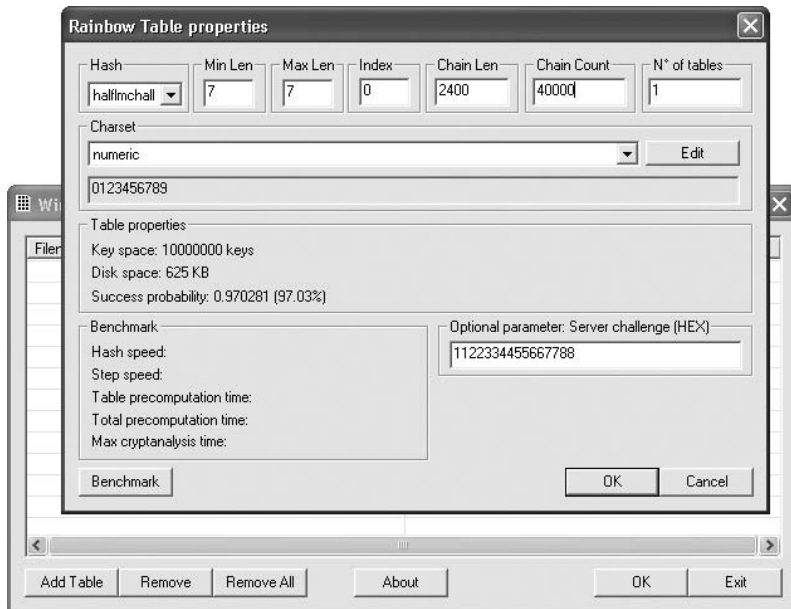 Rainbow Table properties
Hash
Min Len
Max Len
Index
Chain Len
Chain Count
N° of tables
halflmchall
7
7
0
2400
40000
1
Charset
numeric
Edit
0123456789
Table properties
Key space: 10000000 keys
Disk space: 625 KB
Success probability: 0.970281 (97.03%)
Benchmark
Hash speed:
Step speed:
Table precomputation time:
Total precomputation time:
Max cryptanalysis time:
Optional parameter: Server challenge (HEX)
1122334455667788
Benchmark
OK
Cancel
Add Table
Remove
Remove All
About
OK
Exit